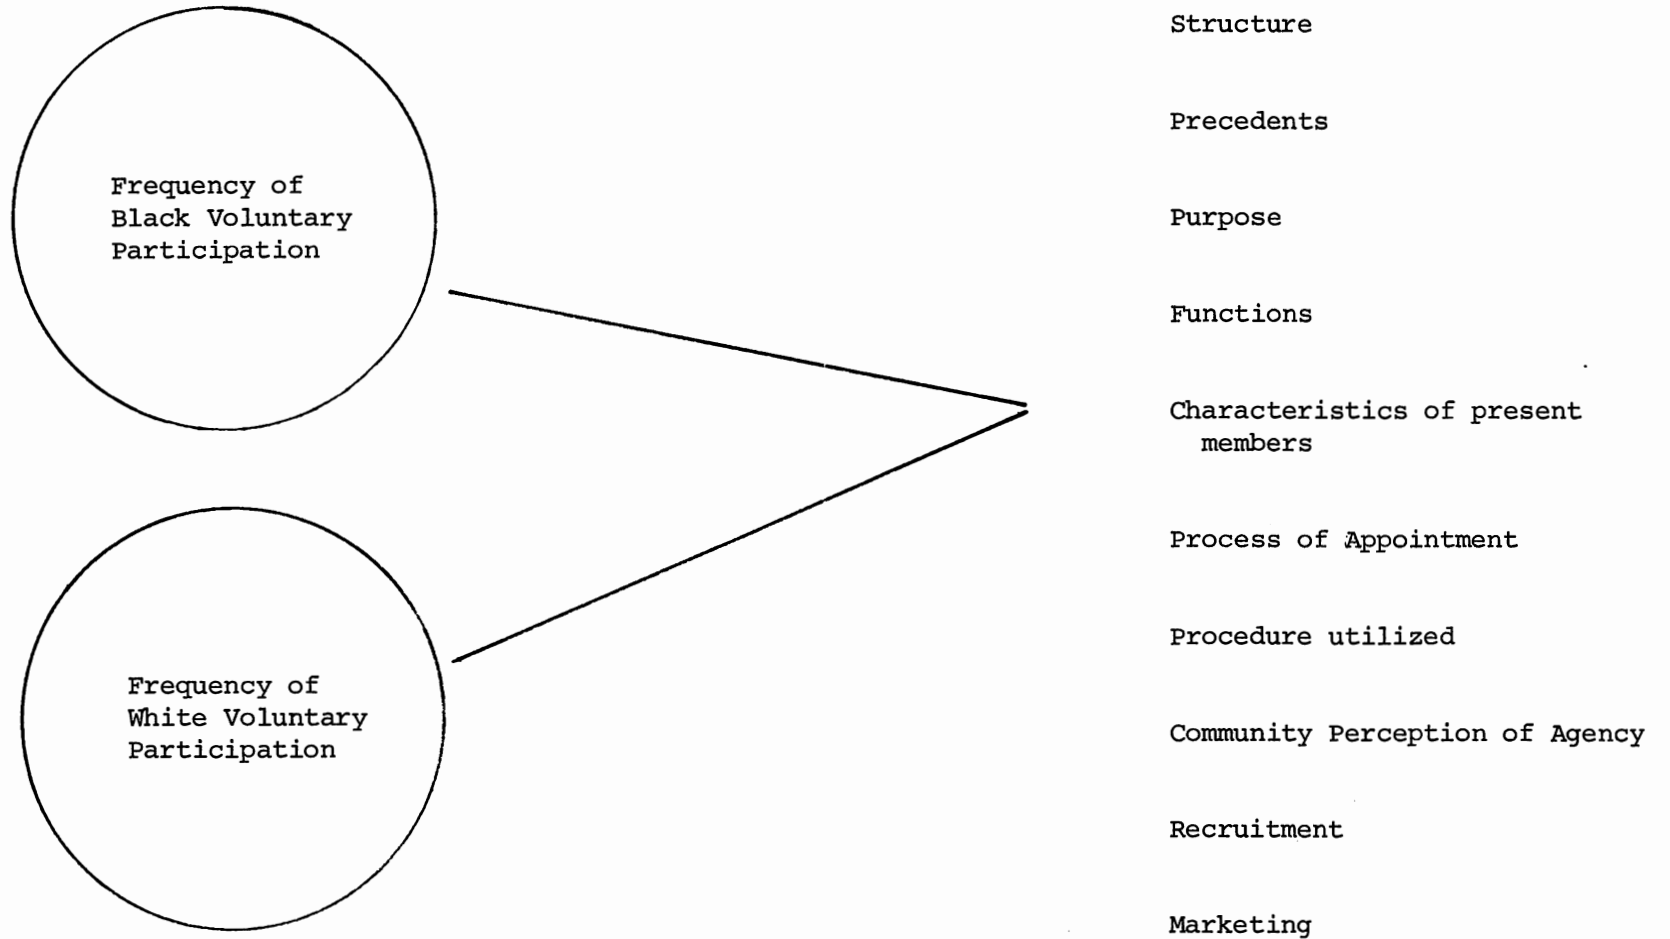 Frequency of
Black Voluntary
Participation
Frequency of
White Voluntary
Participation
Structure
Precedents
Purpose
Functions
Characteristics of present
members
Process of Appointment
Procedure utilized
Community Perception of Agency
Recruitment
Marketing